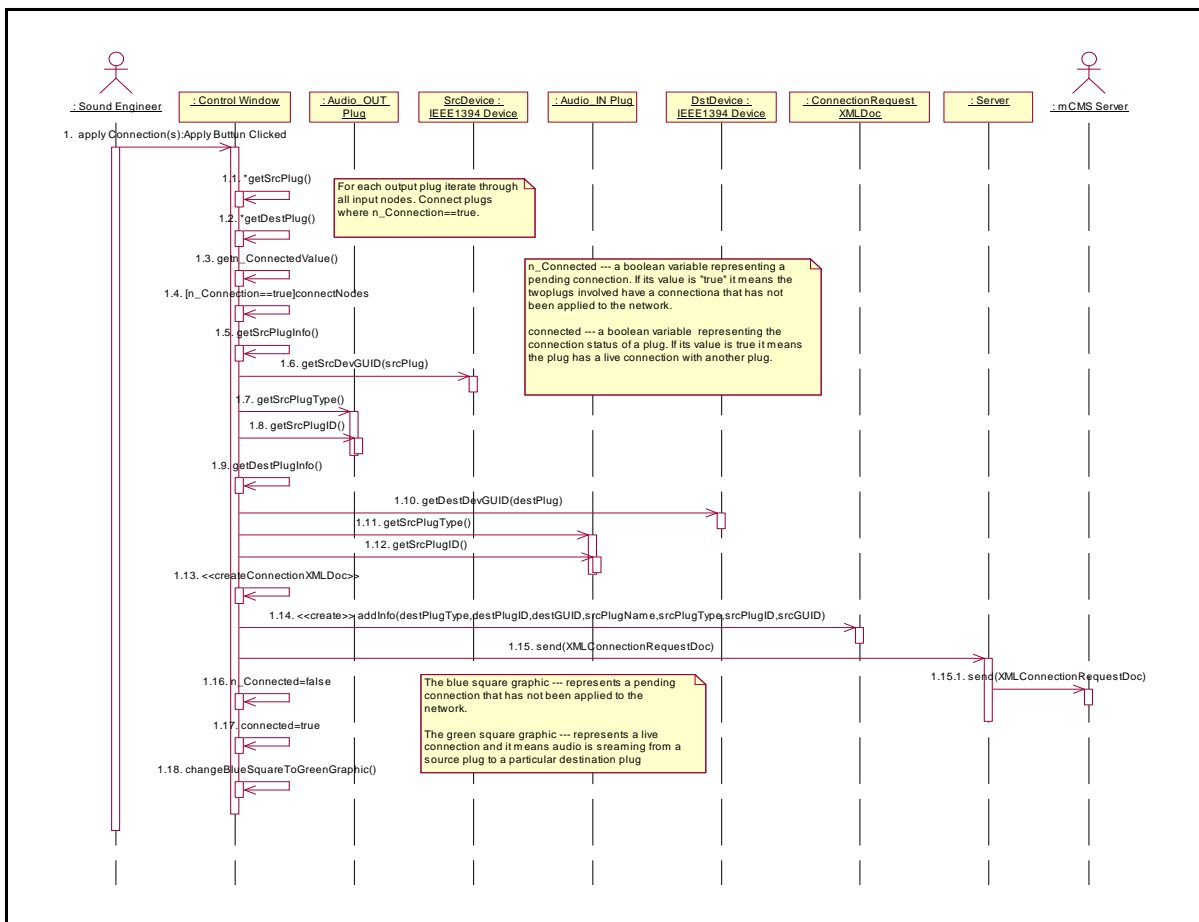 : Sound Engineer
: Control Window
: Audio_OUT
Plug
SrcDevice :
IEEE1394 Device
: Audio_IN Plug
DstDevice :
IEEE1394 Device
: ConnectionRequest
XMLDoc
: Server
: mCMS Server
1. apply Connection(s):Apply Buttun Clicked
1.1. *getSrcPlug()
For each output plug iterate through
all input nodes. Connect plugs
where n_Connection==true.
1.2. *getDestPlug()
1.3. getn_ConnectedValue()
n_Connected --- a boolean variable representing a
pending connection. If its value is "true" it means the
twoplugs involved have a connectiona that has not
been applied to the network.
connected --- a boolean variable representing the
connection status of a plug. If its value is true it means
the plug has a live connection with another plug.
1.4. [n_Connection==true]connectNodes
1.5. getSrcPlugInfo()
1.6. getSrcDevGUID(srcPlug)
1.7. getSrcPlugType()
1.8. getSrcPlugID()
1.9. getDestPlugInfo()
1.10. getDestDevGUID(destPlug)
1.11. getSrcPlugType()
1.12. getSrcPlugID()
1.13. <<createConnectionXMLDoc>>
1.14. <<create>> addInfo(destPlugType,destPlugID,destGUID,srcPlugName,srcPlugType,srcPlugID,srcGUID)
1.15. send(XMLConnectionRequestDoc)
1.15.1. send(XMLConnectionRequestDoc)
1.16. n_Connected=false
The blue square graphic --- represents a pending
connection that has not been applied to the
network.
The green square graphic --- represents a live
connection and it means audio is sreaming from a
source plug to a particular destination plug
1.17. connected=true
1.18. changeBlueSquareToGreenGraphic()